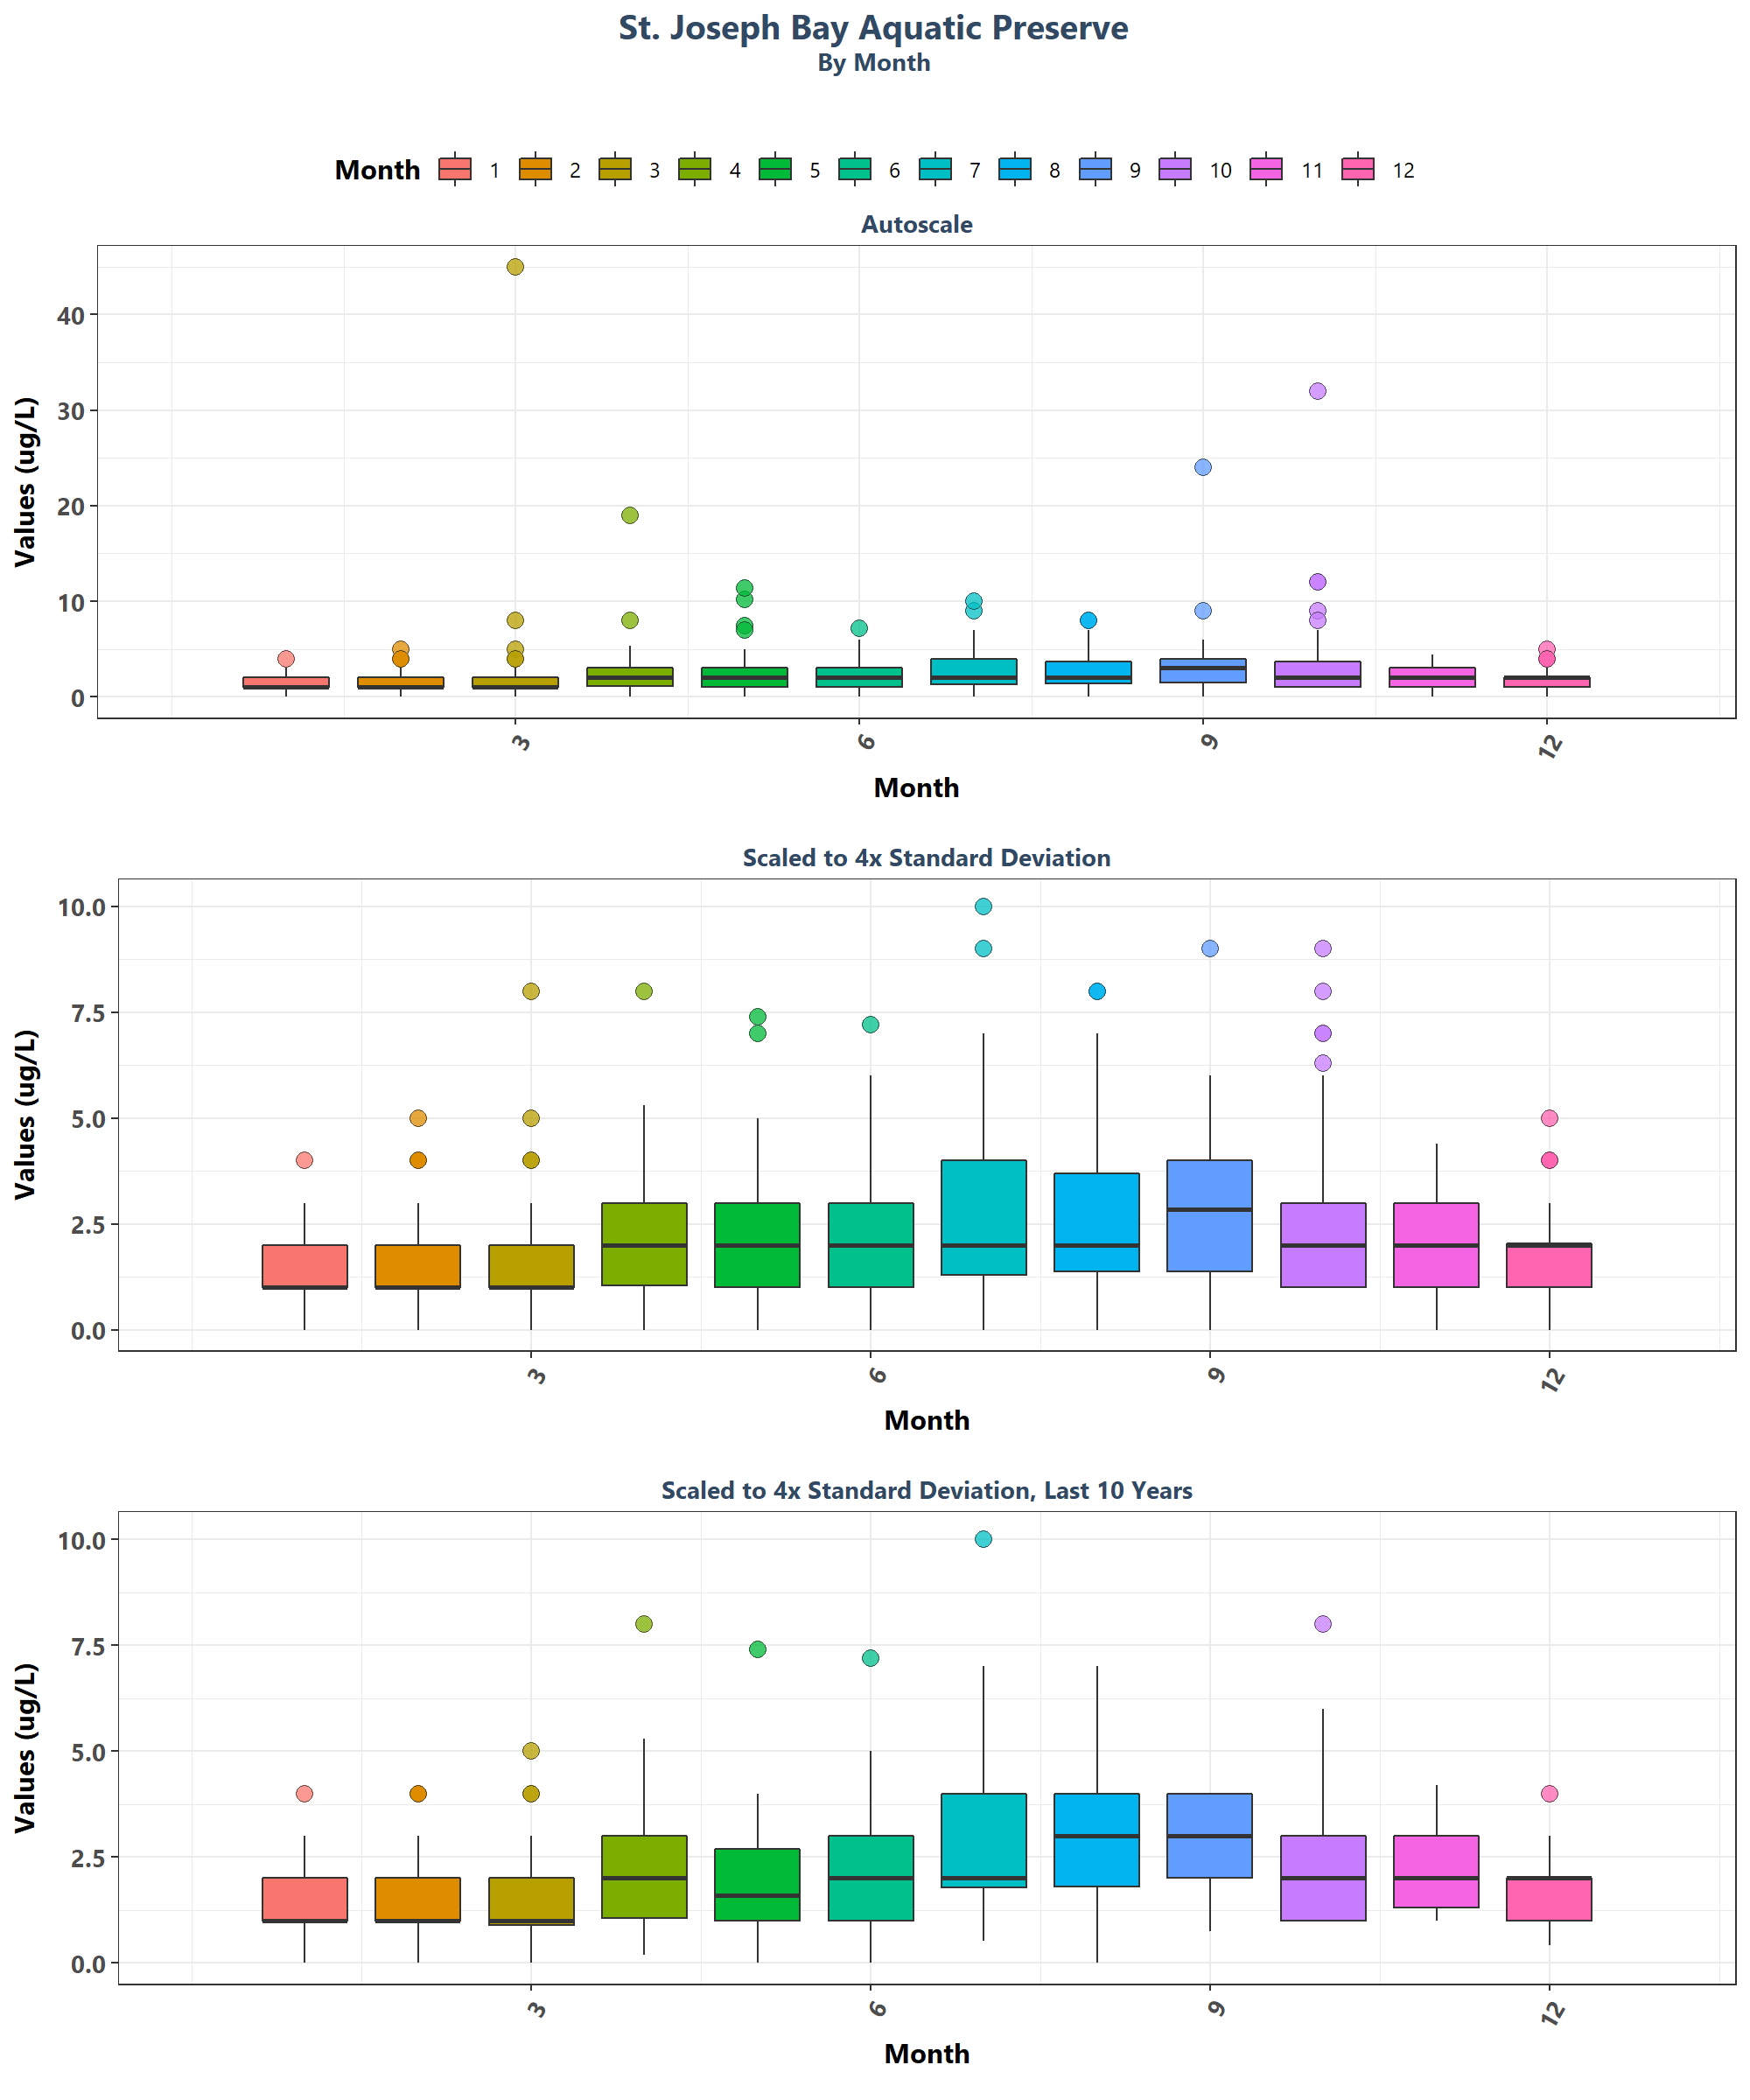 St. Joseph Bay Aquatic Preserve
By Month
Month 1 2 3 4 5 6 7 8 9 10 11 12
Autoscale
Values (ug/L)
40
30
20
10
0
3 6 9 12
Month
Scaled to 4x Standard Deviation
Values (ug/L)
10.0
7.5
5.0
2.5
0.0
3 6 9 12
Month
Scaled to 4x Standard Deviation, Last 10 Years
Values (ug/L)
10.0
7.5
5.0
2.5
0.0
3 6 9 12
Month